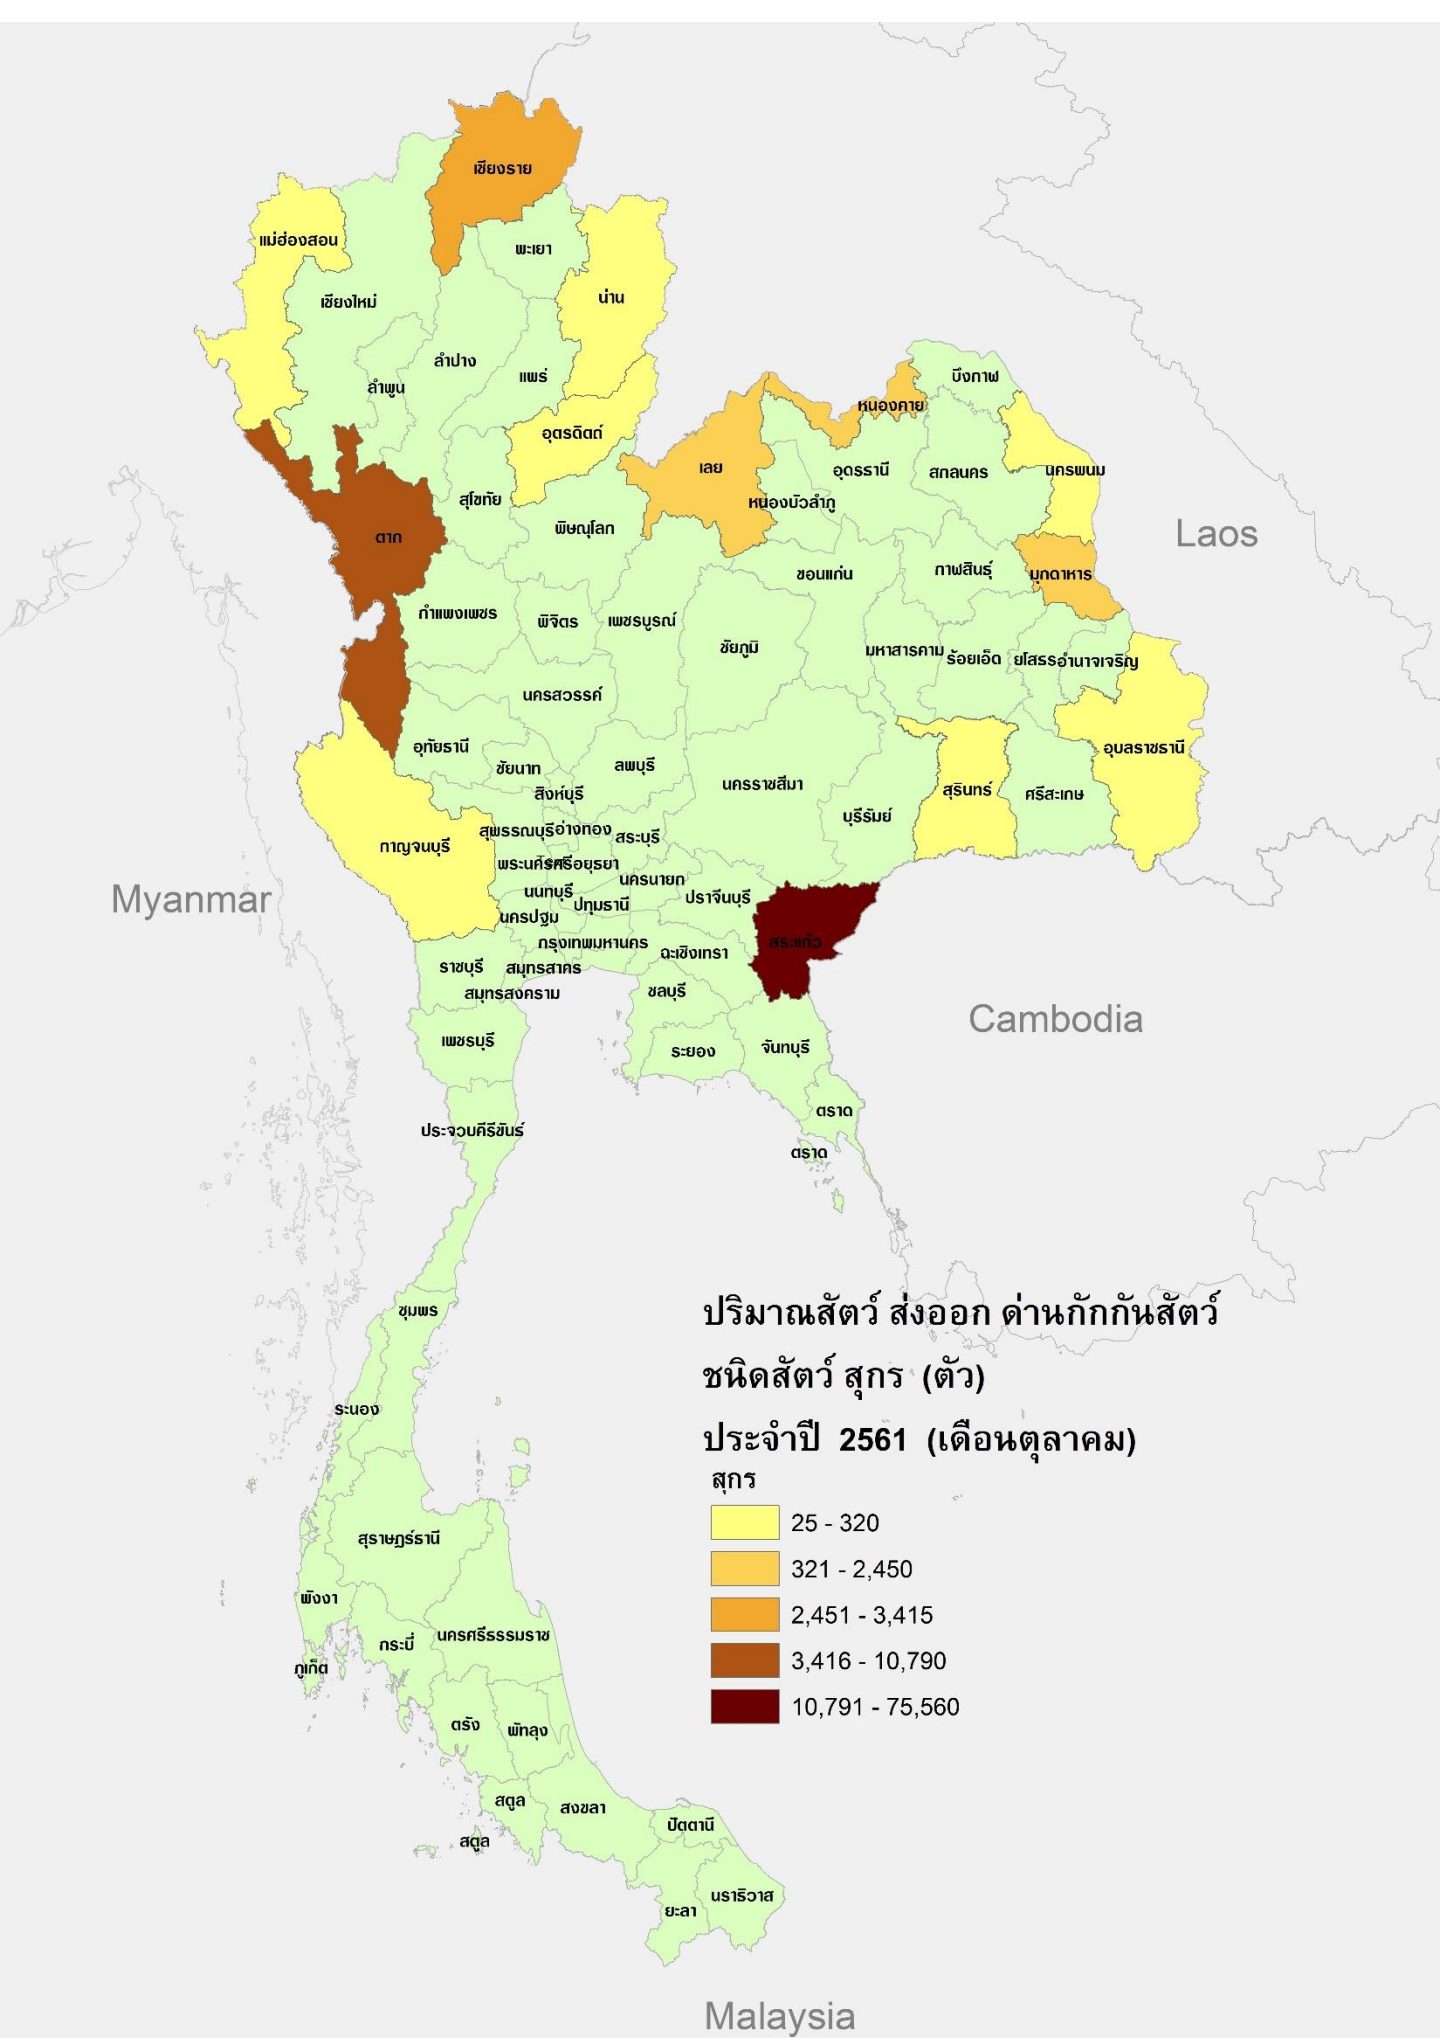 เชียงราย
แม่ฮ่องสอน
พะเยา
เชียงใหม่
น่าน
ลำปาง
ลำพูน
แพร่
บึงกาฬ
หนองคาย
อุตรดิตถ์
เลย
อุดรธานี
สกลนคร
นครพนม
สุโขทัย
หนองบัวลำภู
พิษณุโลก
ตาก
Laos
ขอนแก่น
กาฬสินธุ์
มุกดาหาร
กำแพงเพชร
พิจิตร
เพชรบูรณ์
ชัยภูมิ
มหาสารคาม
ร้อยเอ็ด
ยโสธร
อำนาจเจริญ
นครสวรรค์
อุทัยธานี
ชัยนาท
ลพบุรี
นครราชสีมา
อุบลราชธานี
สิงห์บุรี
สุรินทร์
ศรีสะเกษ
บุรีรัมย์
สุพรรณบุรี
อ่างทอง
สระบุรี
กาญจนบุรี
พระนครศรีอยุธยา
นครนายก
Myanmar
นนทบุรี
ปทุมธานี
ปราจีนบุรี
นครปฐม
กรุงเทพมหานคร
สระแก้ว
ฉะเชิงเทรา
ราชบุรี
สมุทรสาคร
สมุทรสงคราม
ชลบุรี
Cambodia
เพชรบุรี
ระยอง
จันทบุรี
ตราด
ประจวบคีรีขันธ์
ตราด
ชุมพร
ระนอง
ปริมาณสัตว์ ส่งออก ด่านกักกันสัตว์
ชนิดสัตว์ สุกร (ตัว)
ประจำปี 2561 (เดือนตุลาคม)
สุกร
25 - 320
321 - 2,450
2,451 - 3,415
3,416 - 10,790
10,791 - 75,560
สุราษฎร์ธานี
พังงา
นครศรีธรรมราช
กระบี่
ภูเก็ต
ตรัง
พัทลุง
สตูล
สงขลา
ปัตตานี
สตูล
นราธิวาส
ยะลา
Malaysia